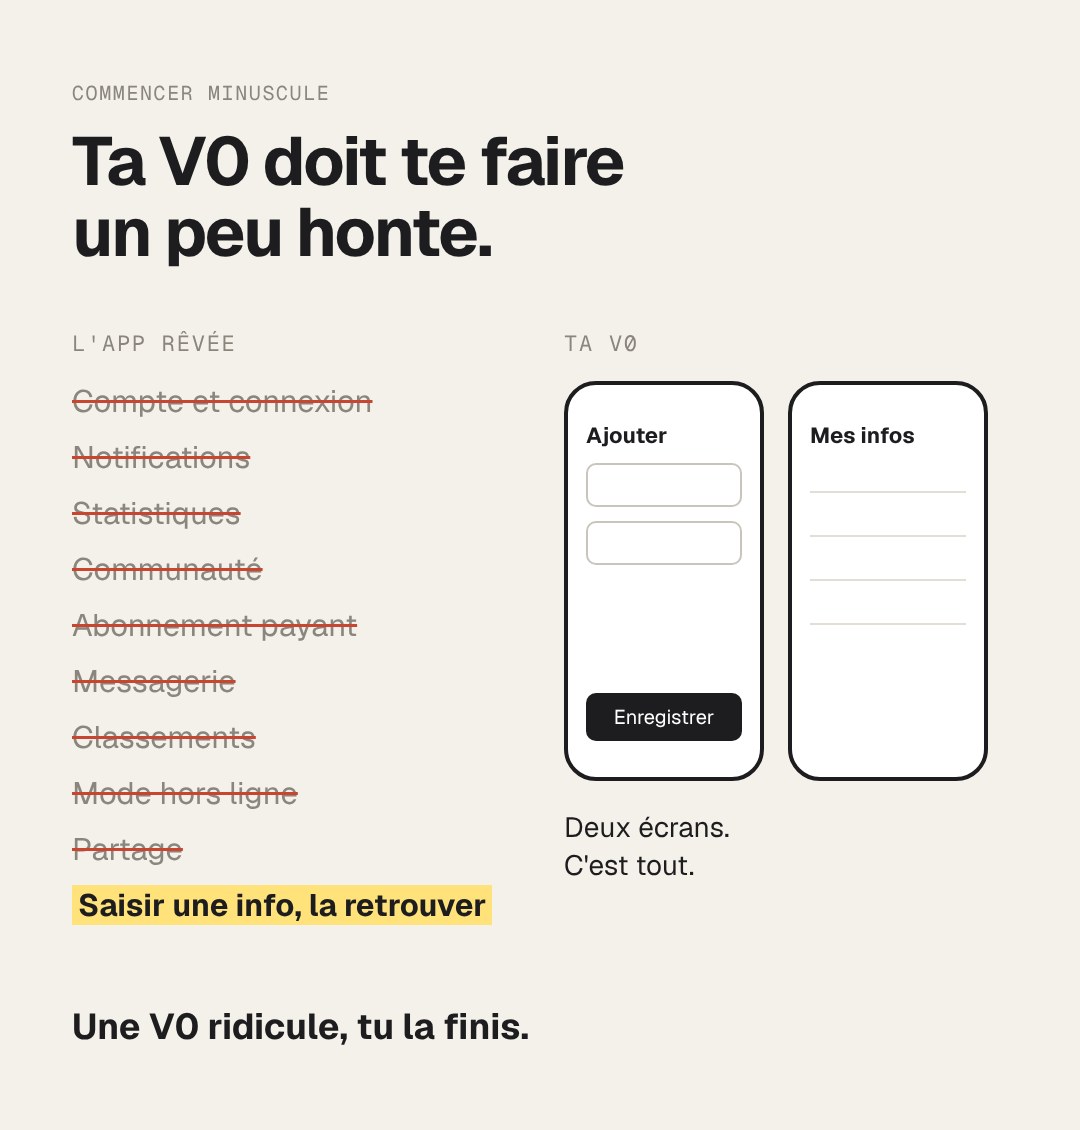 COMMENCER MINUSCULE
Ta V0 doit te faire
un peu honte.
L'APP RÊVÉE
Compte et connexion
Notifications
Statistiques
Communauté
Abonnement payant
Messagerie
Classements
Mode hors ligne
Partage
Saisir une info, la retrouver
TA V0
Ajouter
Enregistrer
Mes infos
Deux écrans.
C'est tout.
Une V0 ridicule, tu la finis.